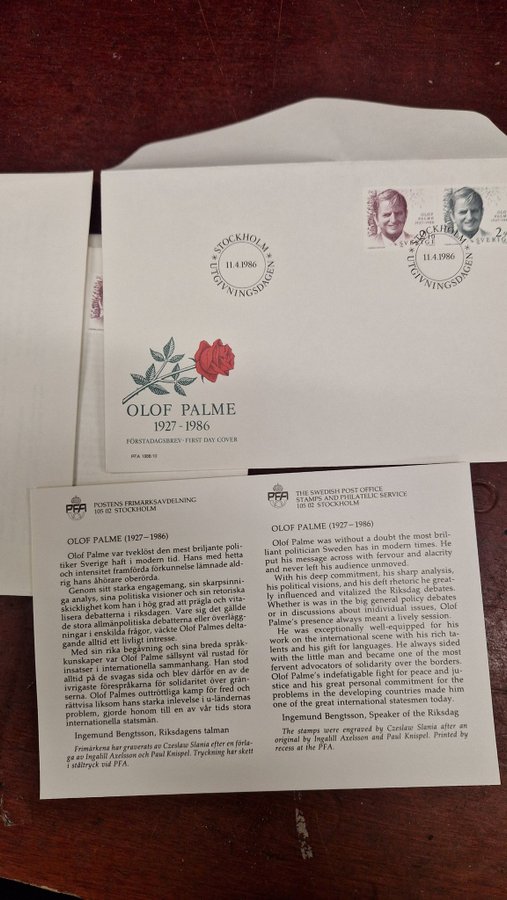 OLOF
PALME
1927-1986
SVERIGE
OLOF
PALME
SVERIGE
STOCKHOLM
11.4.1986
*UTGIVNINGSDAGEN*
STOCKHOLM
11.4.1986
*UTGIVNINGSDAGEN*
OLOF PALME
1927-1986
FÖRSTADAGSBREV · FIRST DAY COVER
PFA 1986:10
PFA
POSTENS FRIMÄRKSAVDELNING
105 02 STOCKHOLM
OLOF PALME (1927–1986)
Olof Palme var tveklöst den mest briljante poli-
tiker Sverige haft i modern tid. Hans med hetta
och intensitet framförda förkunnelse lämnade ald-
rig hans åhörare oberörda.
Genom sitt starka engagemang, sin skarpsinni-
ga analys, sina politiska visioner och sin retoriska
skicklighet kom han i hög grad att prägla och vita-
lisera debatterna i riksdagen. Vare sig det gällde
de stora allmänpolitiska debatterna eller överlägg-
ningar i enskilda frågor, väckte Olof Palmes delta-
gande alltid ett livligt intresse.
Med sin rika begåvning och sina breda språk-
kunskaper var Olof Palme sällsynt väl rustad för
insatser i internationella sammanhang. Han stod
alltid på de svagas sida och blev därför en av de
ivrigaste förespråkarna för solidaritet över grän-
serna. Olof Palmes outtröttliga kamp för fred och
rättvisa liksom hans starka inlevelse i u-ländernas
problem, gjorde honom till en av vår tids stora
internationella statsmän.
Ingemund Bengtsson, Riksdagens talman
Frimärkena har graverats av Czeslaw Slania efter en förla-
ga av Ingalill Axelsson och Paul Knispel. Tryckning har skett
i ståltryck vid PFA.
PFA
THE SWEDISH POST OFFICE
STAMPS AND PHILATELIC SERVICE
105 02 STOCKHOLM
OLOF PALME (1927–1986)
Olof Palme was without a doubt the most bril-
liant politician Sweden has in modern times. He
put his message across with fervour and alacrity
and never left his audience unmoved.
With his deep commitment, his sharp analysis,
his political visions, and his deft rhetoric he great-
ly influenced and vitalized the Riksdag debates.
Whether is was in the big general policy debates
or in discussions about inidividual issues, Olof
Palme's presence always meant a lively session.
He was exceptionally well-equipped for his
work on the international scene with his rich ta-
lents and his gift for languages. He always sided
with the little man and became one of the most
fervent advocators of solidarity over the borders.
Olof Palme's indefatigable fight for peace and ju-
stice and his great personal commitment for the
problems in the developing countries made him
one of the great international statesmen today.
Ingemund Bengtsson, Speaker of the Riksdag
The stamps were engraved by Czeslaw Slania after an
original by Ingalill Axelsson and Paul Knispel. Printed by
recess at the PFA.